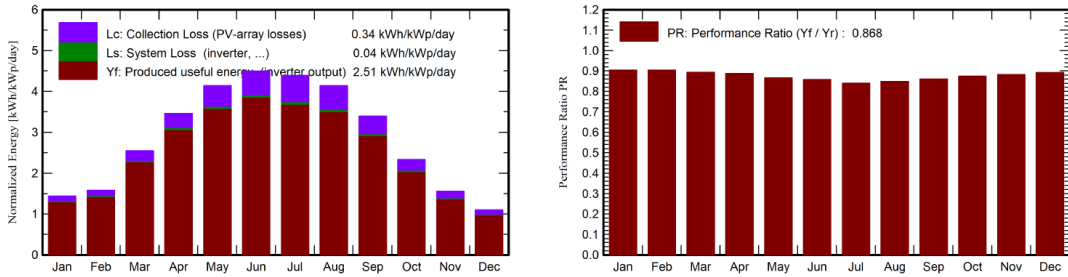 6
5
4
3
2
1
0
Normalized Energy [kWh/kWp/day]
Lc: Collection Loss (PV-array losses) 0.34 kWh/kWp/day
Ls: System Loss (inverter, ...) 0.04 kWh/kWp/day
Yf: Produced useful energy (inverter output) 2.51 kWh/kWp/day
Jan Feb Mar Apr May Jun Jul Aug Sep Oct Nov Dec
1.2
1.1
1.0
0.9
0.8
0.7
0.6
0.5
0.4
0.3
0.2
0.1
0.0
Performance Ratio PR
PR: Performance Ratio (Yf / Yr) : 0.868
Jan Feb Mar Apr May Jun Jul Aug Sep Oct Nov Dec